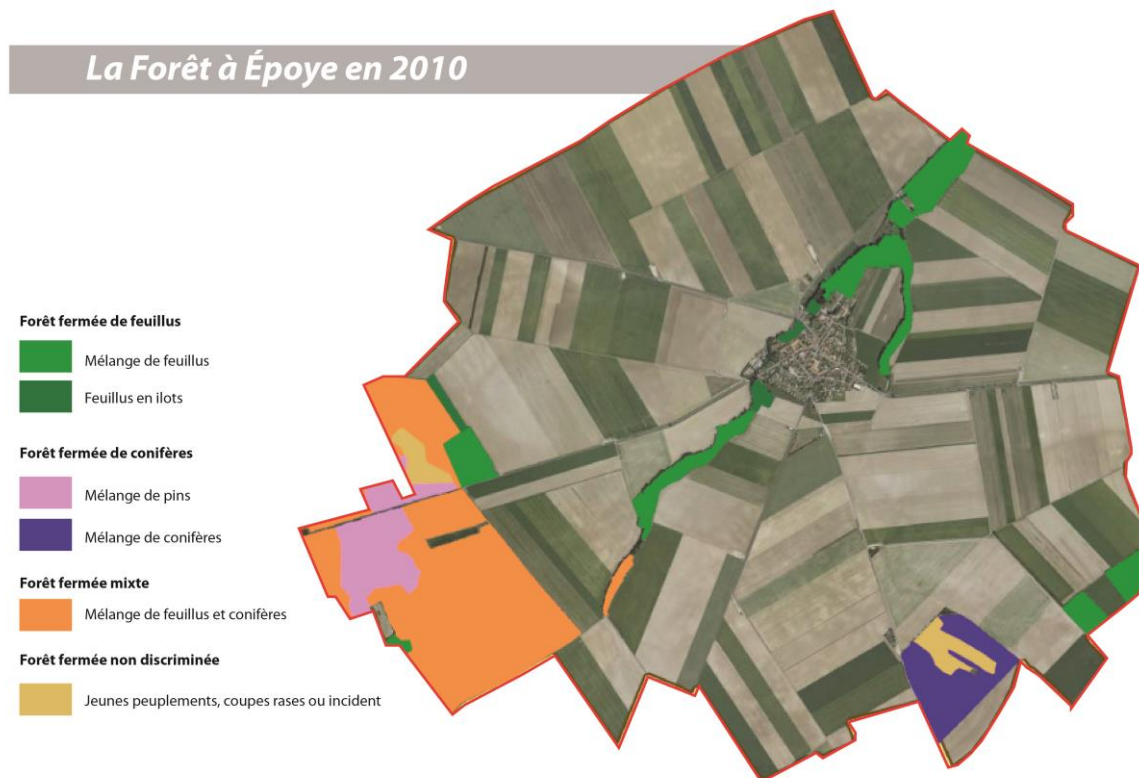 La Forêt à Époye en 2010
Forêt fermée de feuillus
Mélange de feuillus
Feuillus en ilots
Forêt fermée de conifères
Mélange de pins
Mélange de conifères
Forêt fermée mixte
Mélange de feuillus et conifères
Forêt fermée non discriminée
Jeunes peuplements, coupes rases ou incident